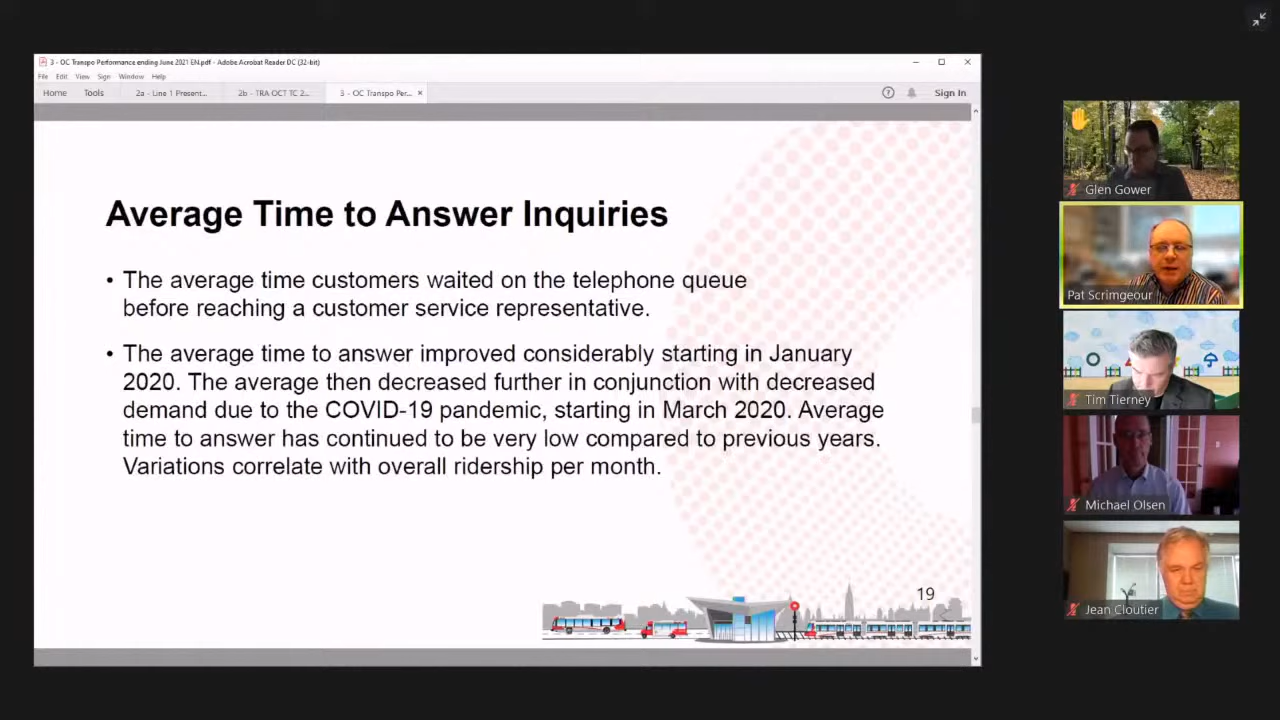 3 - OC Transpo Performance ending June 2021 EN.pdf - Adobe Acrobat Reader DC (32-bit)
File Edit View Sign Window Help
Home Tools 2a - Line 1 Present... 2b - TRA OCT TC 2... 3 - OC Transpo Per... Sign In
Average Time to Answer Inquiries
• The average time customers waited on the telephone queue
before reaching a customer service representative.
• The average time to answer improved considerably starting in January
2020. The average then decreased further in conjunction with decreased
demand due to the COVID-19 pandemic, starting in March 2020. Average
time to answer has continued to be very low compared to previous years.
Variations correlate with overall ridership per month.
19
Glen Gower
Pat Scrimgeour
Tim Tierney
Michael Olsen
Jean Cloutier